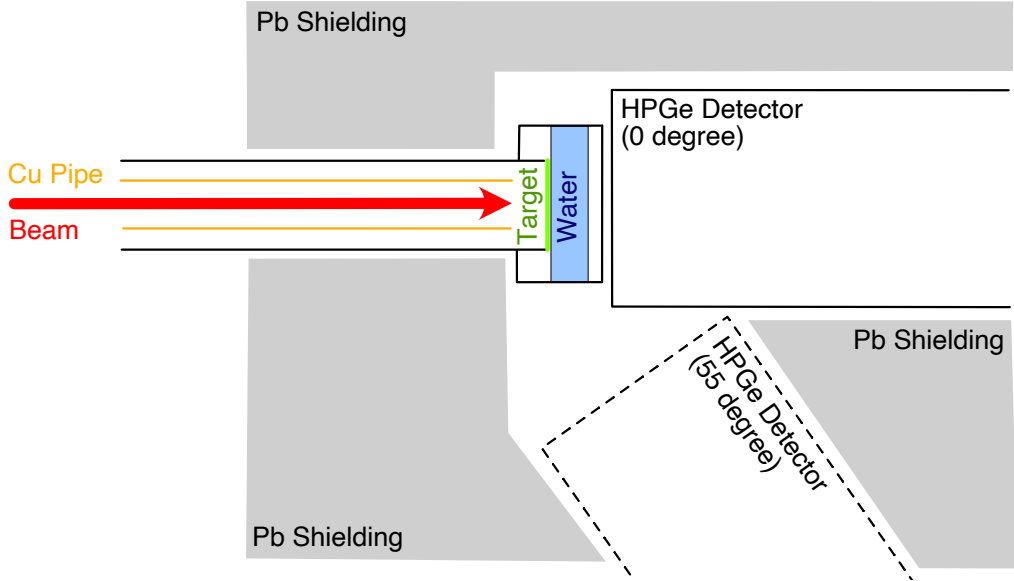 Pb Shielding
HPGe Detector
(0 degree)
Cu Pipe
Beam
Target
Water
Pb Shielding
HPGe Detector
(55 degree)
Pb Shielding